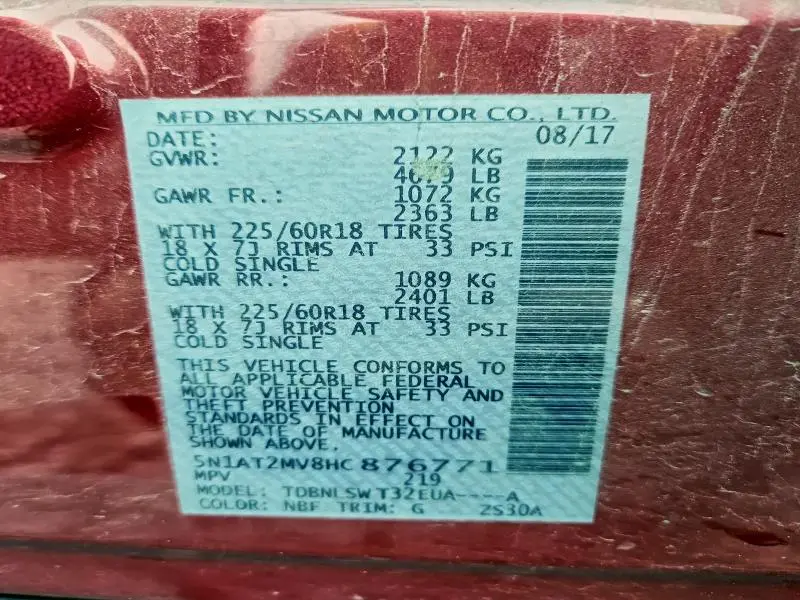 MFD BY NISSAN MOTOR CO., LTD.
DATE: 08/17
GVWR: 2122 KG
4679 LB
GAWR FR.: 1072 KG
2363 LB
WITH 225/60R18 TIRES
18 X 7J RIMS AT 33 PSI
COLD SINGLE
GAWR RR.: 1089 KG
2401 LB
WITH 225/60R18 TIRES
18 X 7J RIMS AT 33 PSI
COLD SINGLE
THIS VEHICLE CONFORMS TO
ALL APPLICABLE FEDERAL
MOTOR VEHICLE SAFETY AND
THEFT PREVENTION
STANDARDS IN EFFECT ON
THE DATE OF MANUFACTURE
SHOWN ABOVE.
5N1AT2MV8HC876771
MPV 219
MODEL: TDBNLSW T32EUA----A
COLOR: NBF TRIM: G 2S30A